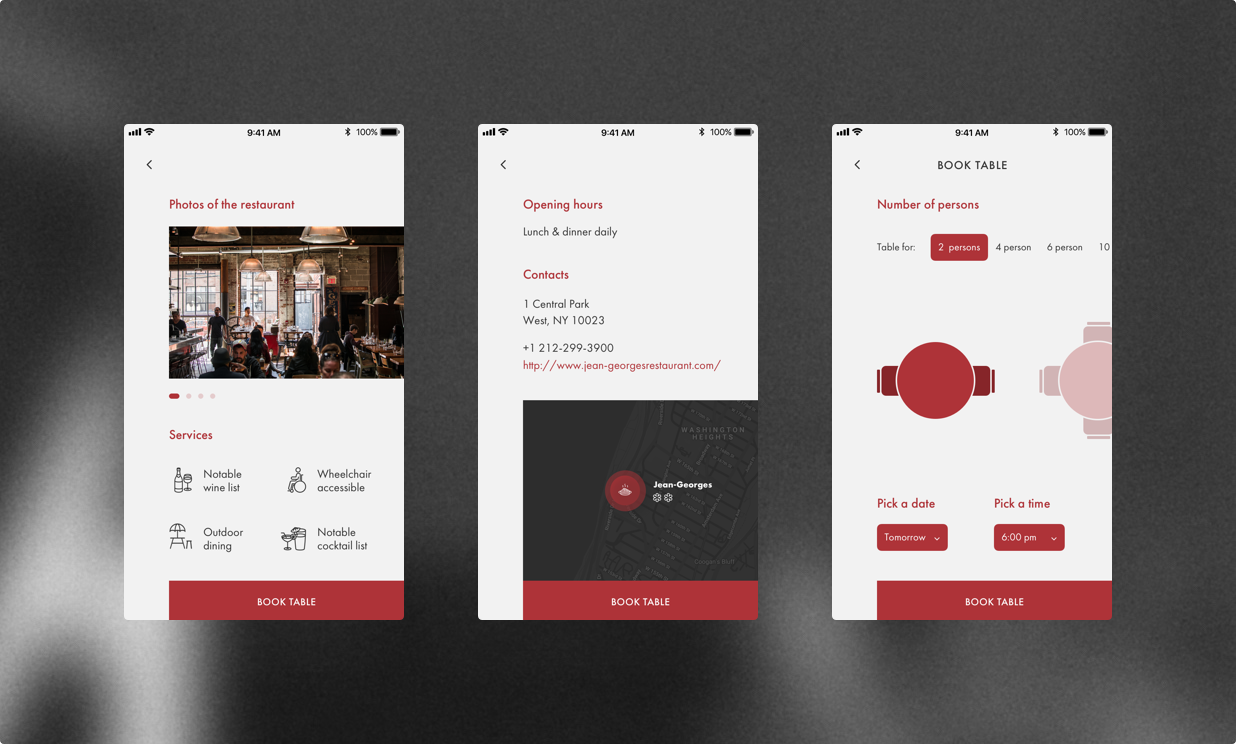 9:41 AM
100%
Photos of the restaurant
Services
Notable
wine list
Wheelchair
accessible
Outdoor
dining
Notable
cocktail list
BOOK TABLE
9:41 AM
100%
Opening hours
Lunch & dinner daily
Contacts
1 Central Park
West, NY 10023
+1 212-299-3900
http://www.jean-georgesrestaurant.com/
WASHINGTON
HEIGHTS
Jean-Georges
BOOK TABLE
9:41 AM
100%
BOOK TABLE
Number of persons
Table for: 2 persons 4 person 6 person 10
Pick a date
Pick a time
Tomorrow
6:00 pm
BOOK TABLE